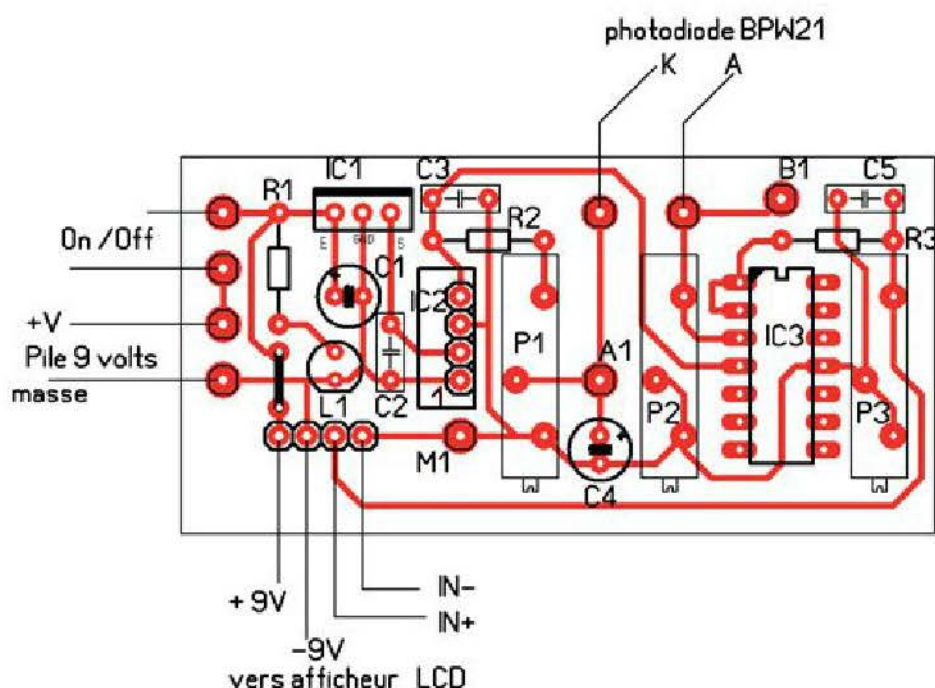 photodiode BPW21
K A
R1 IC1 C3 B1 C5
R2 R3
E GND S
On /Off
C1
IC2
IC3
+V
P1
Pile 9 volts
A1
masse
L1 C2 1 P2 P3
M1
C4
+ 9V
IN-
IN+
-9V
vers afficheur LCD